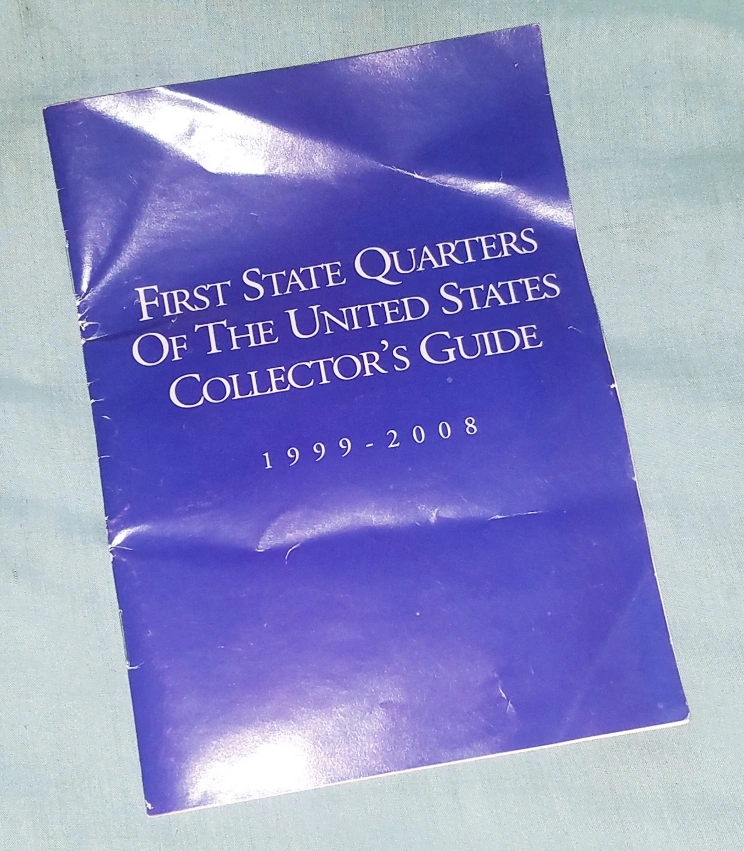 First State Quarters
Of The United States
Collector's Guide
1999-2008